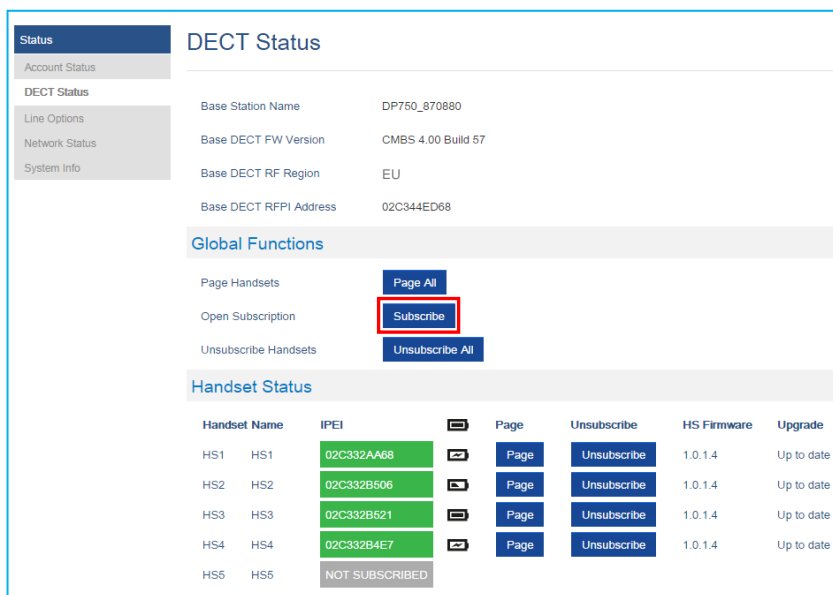 Status
Account Status
DECT Status
Line Options
Network Status
System Info
DECT Status
Base Station Name DP750_870880
Base DECT FW Version CMBS 4.00 Build 57
Base DECT RF Region EU
Base DECT RFPI Address 02C344ED68
Global Functions
Page Handsets Page All
Open Subscription Subscribe
Unsubscribe Handsets Unsubscribe All
Handset Status
Handset Name IPEI Page Unsubscribe HS Firmware Upgrade
HS1 HS1 02C332AA68 Page Unsubscribe 1.0.1.4 Up to date
HS2 HS2 02C332B506 Page Unsubscribe 1.0.1.4 Up to date
HS3 HS3 02C332B521 Page Unsubscribe 1.0.1.4 Up to date
HS4 HS4 02C332B4E7 Page Unsubscribe 1.0.1.4 Up to date
HS5 HS5 NOT SUBSCRIBED